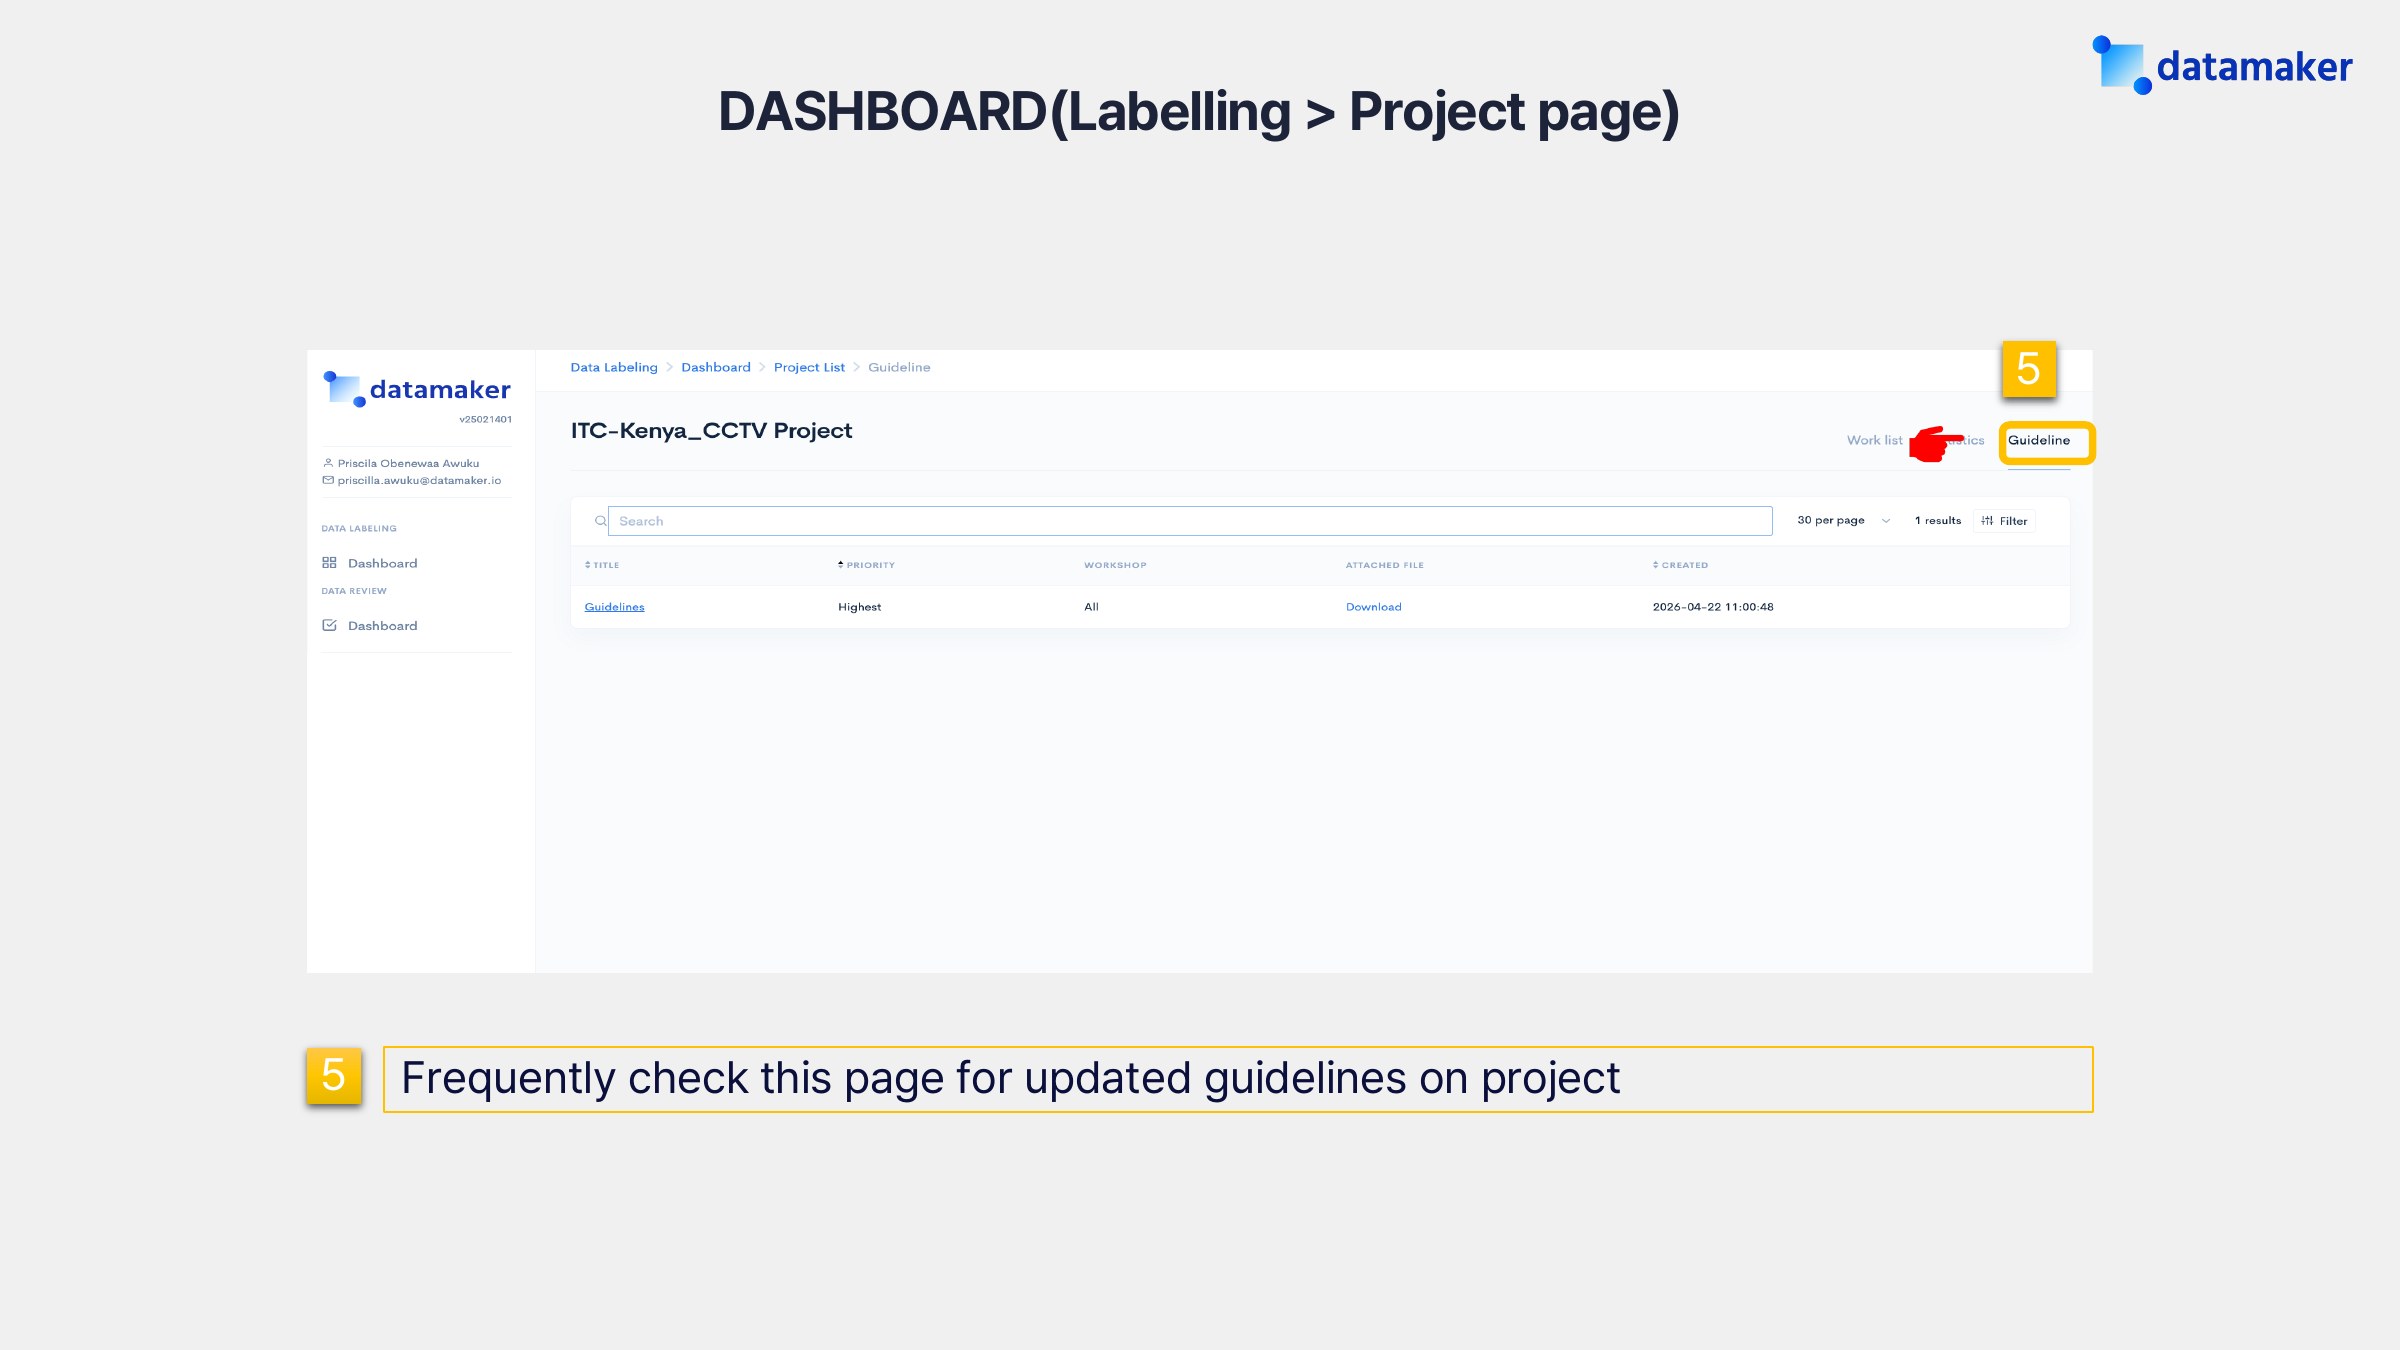 datamaker
DASHBOARD(Labelling > Project page)
5
Data Labeling > Dashboard > Project List > Guideline
datamaker
v25021401
ITC-Kenya_CCTV Project
Work list
Guideline
Priscila Obenewaa Awuku
priscilla.awuku@datamaker.io
Search
30 per page
1 results
Filter
DATA LABELING
Dashboard
DATA REVIEW
Dashboard
TITLE PRIORITY WORKSHOP ATTACHED FILE CREATED
Guidelines Highest All Download 2026-04-22 11:00:48
5
Frequently check this page for updated guidelines on project